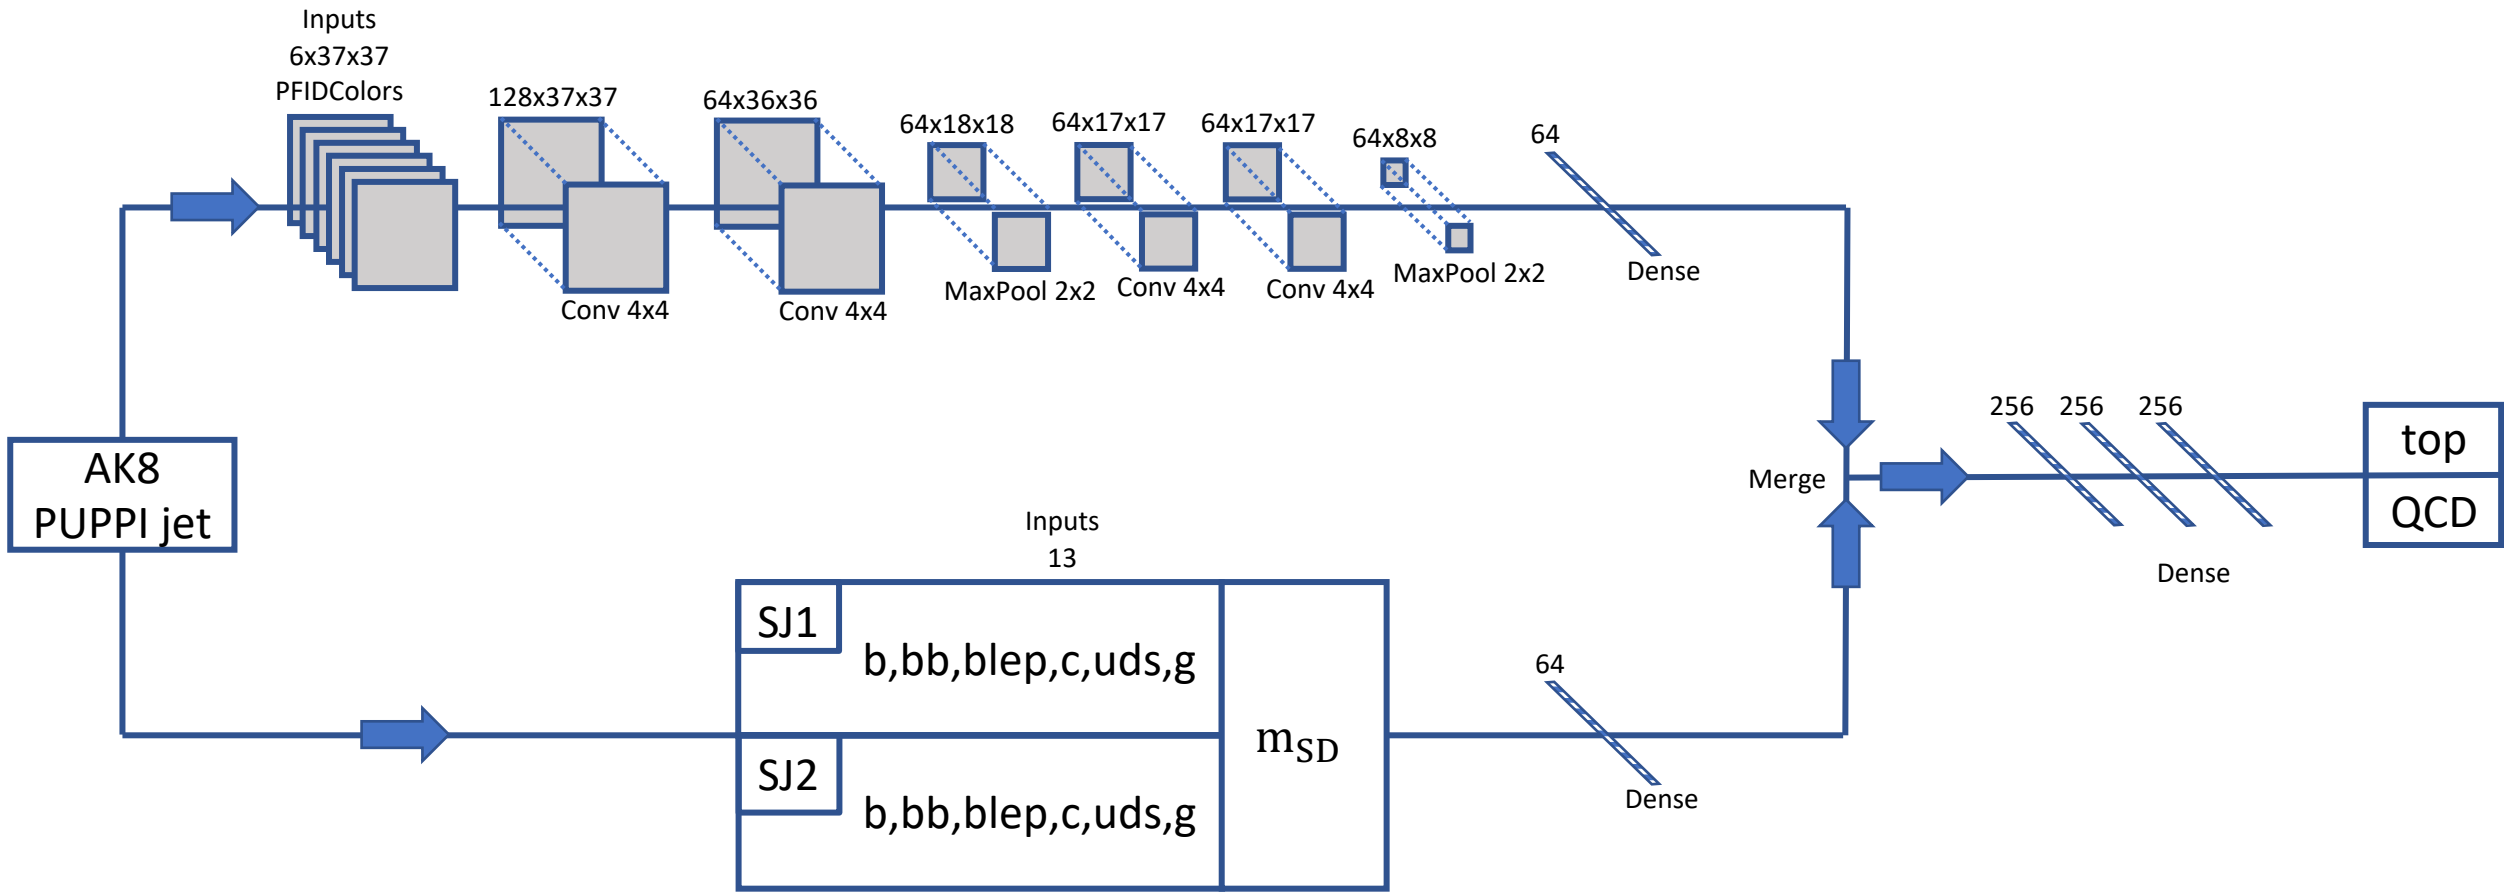 Inputs
6x37x37
PFIDColors
128x37x37
64x36x36
64x18x18
64x17x17
64x17x17
64x8x8
64
Conv 4x4
Conv 4x4
MaxPool 2x2
Conv 4x4
Conv 4x4
MaxPool 2x2
Dense
AK8
PUPPI jet
Merge
256 256 256
Dense
top
QCD
Inputs
13
SJ1
b,bb,blep,c,uds,g
SJ2
b,bb,blep,c,uds,g
m_SD
64
Dense